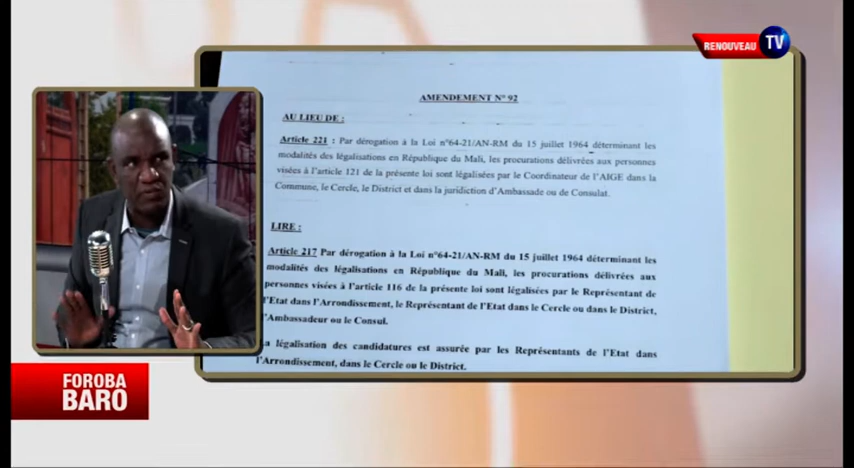 RENOUVEAU TV
AMENDEMENT N° 92
AU LIEU DE :
Article 221 : Par dérogation à la Loi n°64-21/AN-RM du 15 juillet 1964 déterminant les
modalités des légalisations en République du Mali, les procurations délivrées aux personnes
visées à l'article 121 de la présente loi sont légalisées par le Coordinateur de l'AIGE dans la
Commune, le Cercle, le District et dans la juridiction d'Ambassade ou de Consulat.
LIRE :
Article 217 Par dérogation à la Loi n°64-21/AN-RM du 15 juillet 1964 déterminant les
modalités des légalisations en République du Mali, les procurations délivrées aux
personnes visées à l'article 116 de la présente loi sont légalisées par le Représentant de
l'Etat dans l'Arrondissement, le Représentant de l'Etat dans le Cercle ou dans le District,
l'Ambassadeur ou le Consul.
La légalisation des candidatures est assurée par les Représentants de l'Etat dans
l'Arrondissement, dans le Cercle ou le District.
FOROBA
BARO